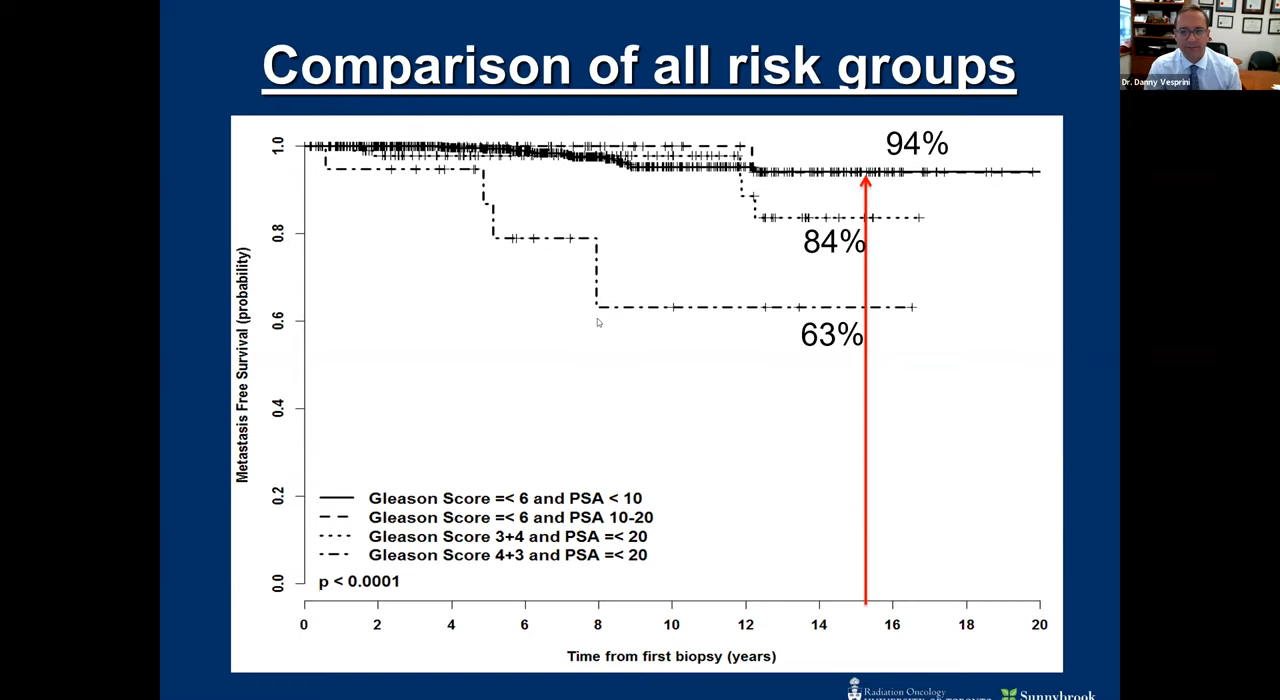 Comparison of all risk groups
Dr. Danny Vesprini
94%
84%
63%
Metastasis Free Survival (probability)
1.0
0.8
0.6
0.4
0.2
0.0
Gleason Score =< 6 and PSA < 10
Gleason Score =< 6 and PSA 10-20
Gleason Score 3+4 and PSA =< 20
Gleason Score 4+3 and PSA =< 20
p < 0.0001
0 2 4 6 8 10 12 14 16 18 20
Time from first biopsy (years)
Radiation Oncology
UNIVERSITY OF TORONTO
Sunnybrook